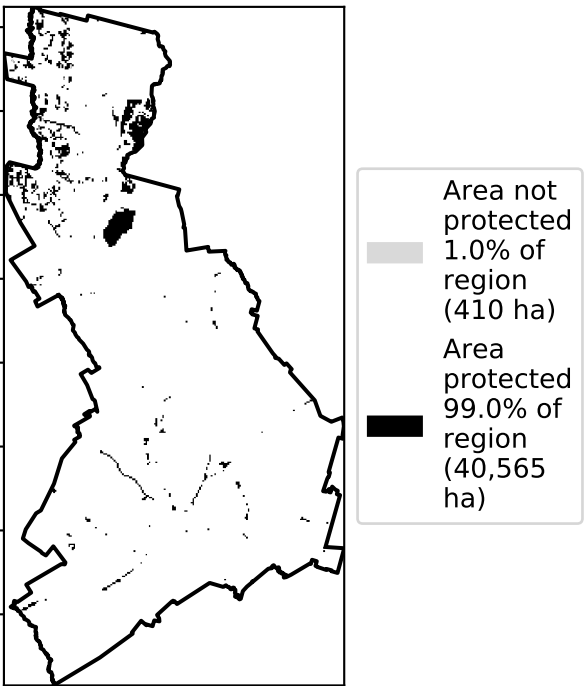 Area not
protected
1.0% of
region
(410 ha)
Area
protected
99.0% of
region
(40,565
ha)